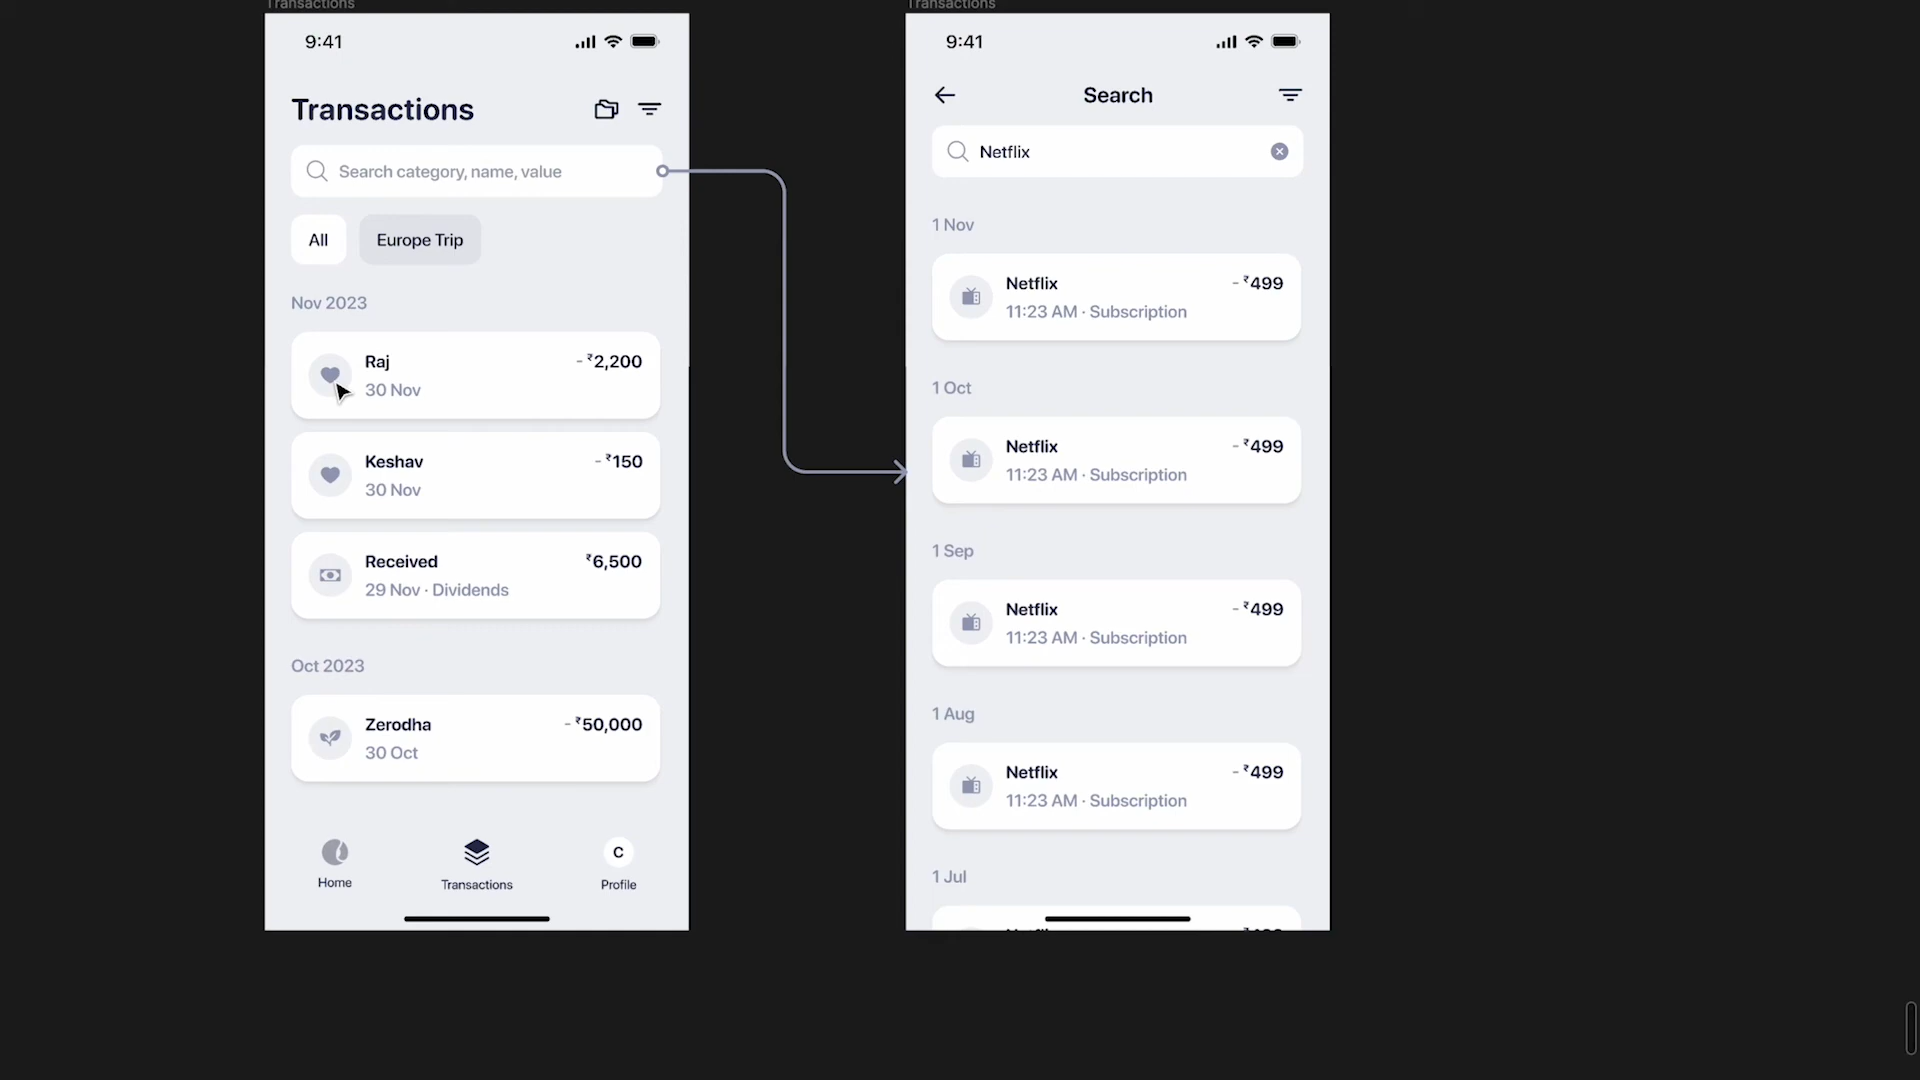 Transactions
9:41
Transactions
Search category, name, value
All
Europe Trip
Nov 2023
Raj
- ₹2,200
30 Nov
Keshav
- ₹150
30 Nov
Received
₹6,500
29 Nov · Dividends
Oct 2023
Zerodha
- ₹50,000
30 Oct
Home
Transactions
C
Profile
Transactions
9:41
Search
Netflix
1 Nov
Netflix
- ₹499
11:23 AM · Subscription
1 Oct
Netflix
- ₹499
11:23 AM · Subscription
1 Sep
Netflix
- ₹499
11:23 AM · Subscription
1 Aug
Netflix
- ₹499
11:23 AM · Subscription
1 Jul